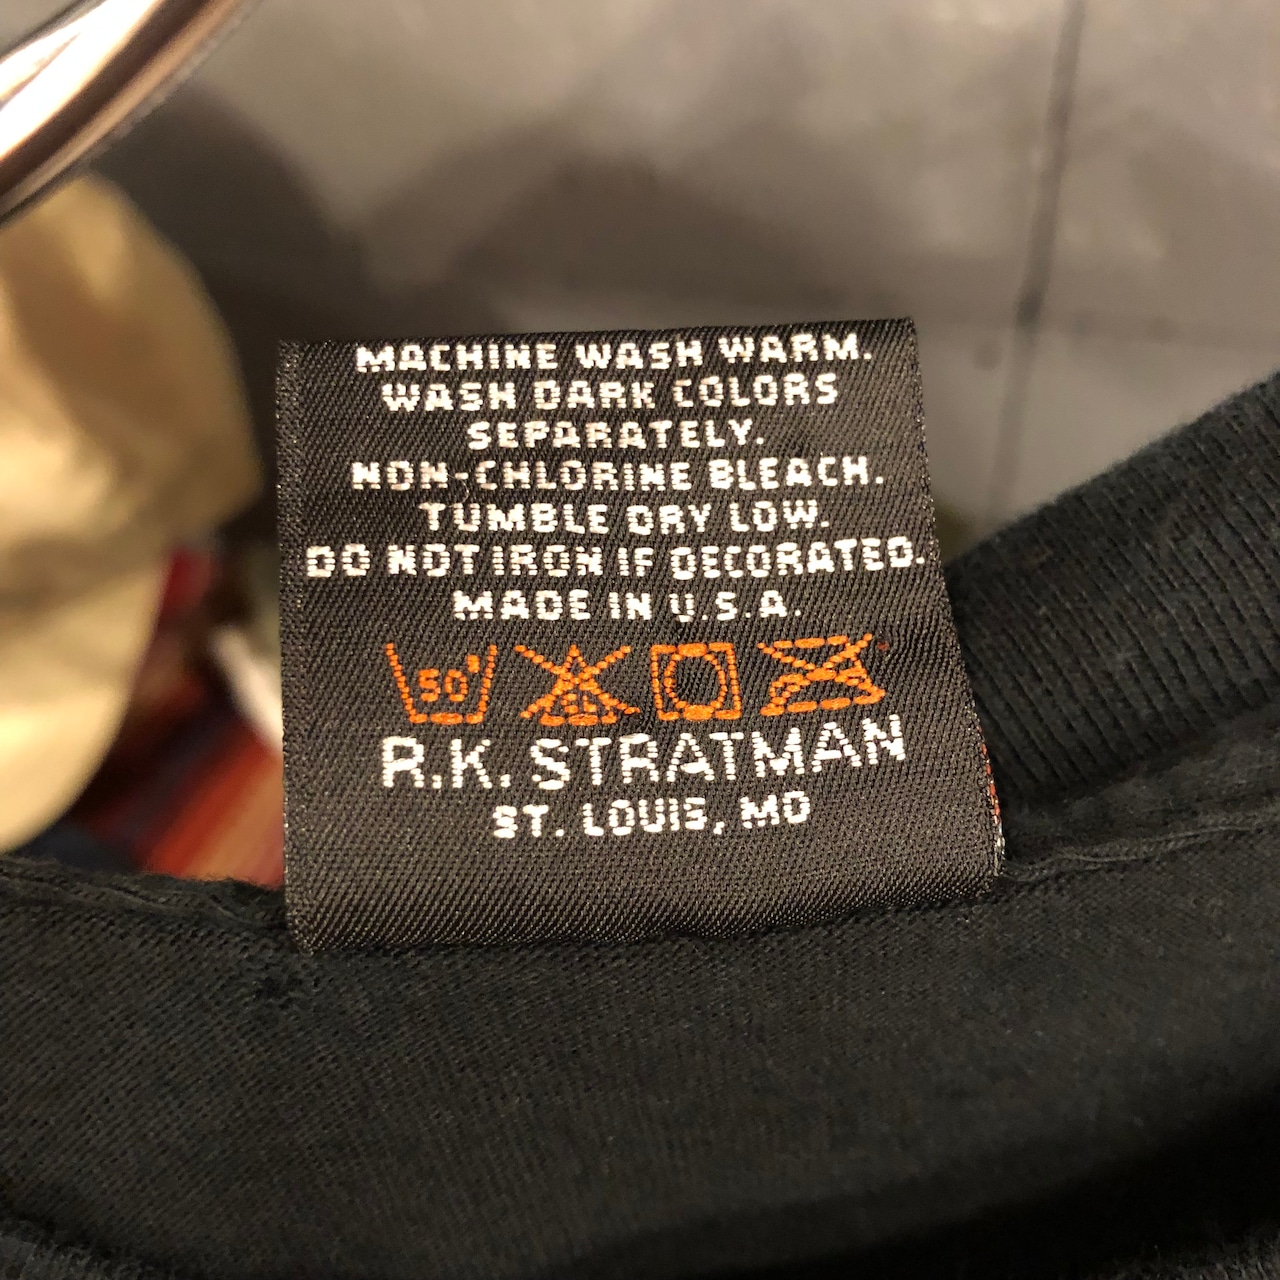 MACHINE WASH WARM.
WASH DARK COLORS
SEPARATELY.
NON-CHLORINE BLEACH.
TUMBLE DRY LOW.
DO NOT IRON IF DECORATED.
MADE IN U.S.A.
50°
R.K. STRATMAN
ST. LOUIS, MO